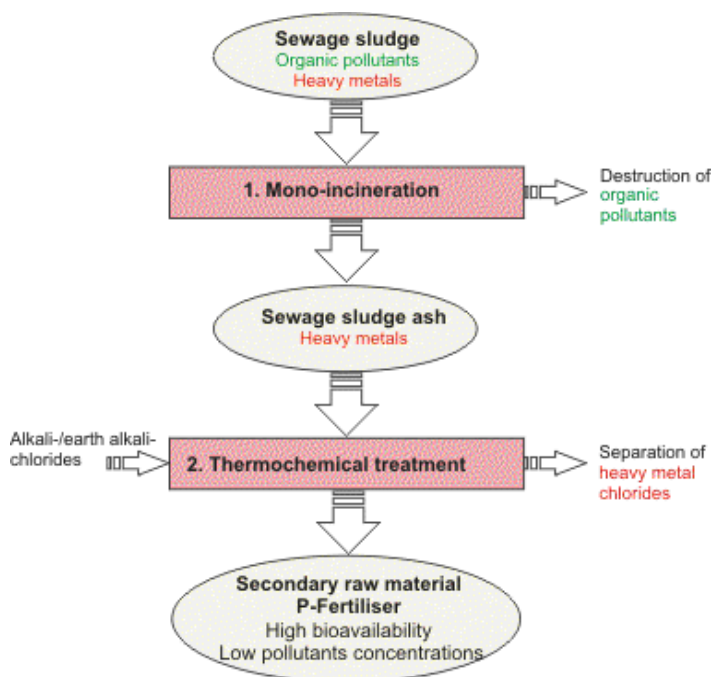 Sewage sludge
Organic pollutants
Heavy metals
1. Mono-incineration
Destruction of
organic
pollutants
Sewage sludge ash
Heavy metals
Alkali-/earth alkali-
chlorides
2. Thermochemical treatment
Separation of
heavy metal
chlorides
Secondary raw material
P-Fertiliser
High bioavailability
Low pollutants concentrations